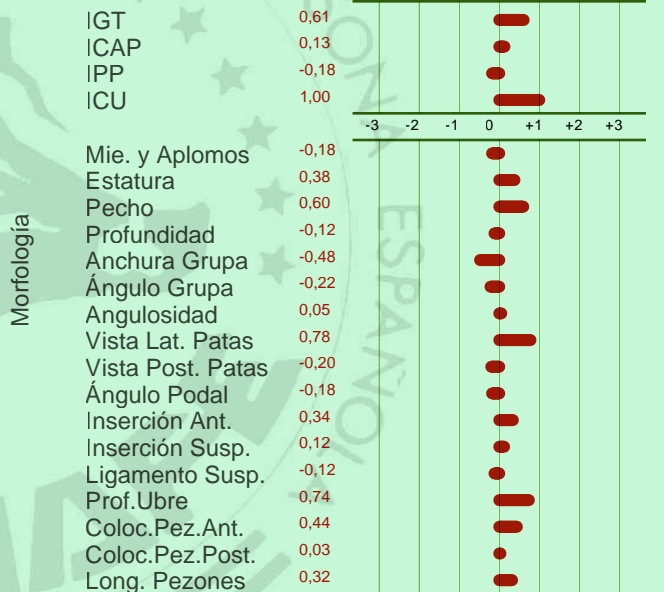 IGT 0,61
ICAP 0,13
IPP -0,18
ICU 1,00
-3 -2 -1 0 +1 +2 +3
Morfología
Mie. y Aplomos -0,18
Estatura 0,38
Pecho 0,60
Profundidad -0,12
Anchura Grupa -0,48
Ángulo Grupa -0,22
Angulosidad 0,05
Vista Lat. Patas 0,78
Vista Post. Patas -0,20
Ángulo Podal -0,18
Inserción Ant. 0,34
Inserción Susp. 0,12
Ligamento Susp. -0,12
Prof.Ubre 0,74
Coloc.Pez.Ant. 0,44
Coloc.Pez.Post. 0,03
Long. Pezones 0,32
ESPAÑOLA